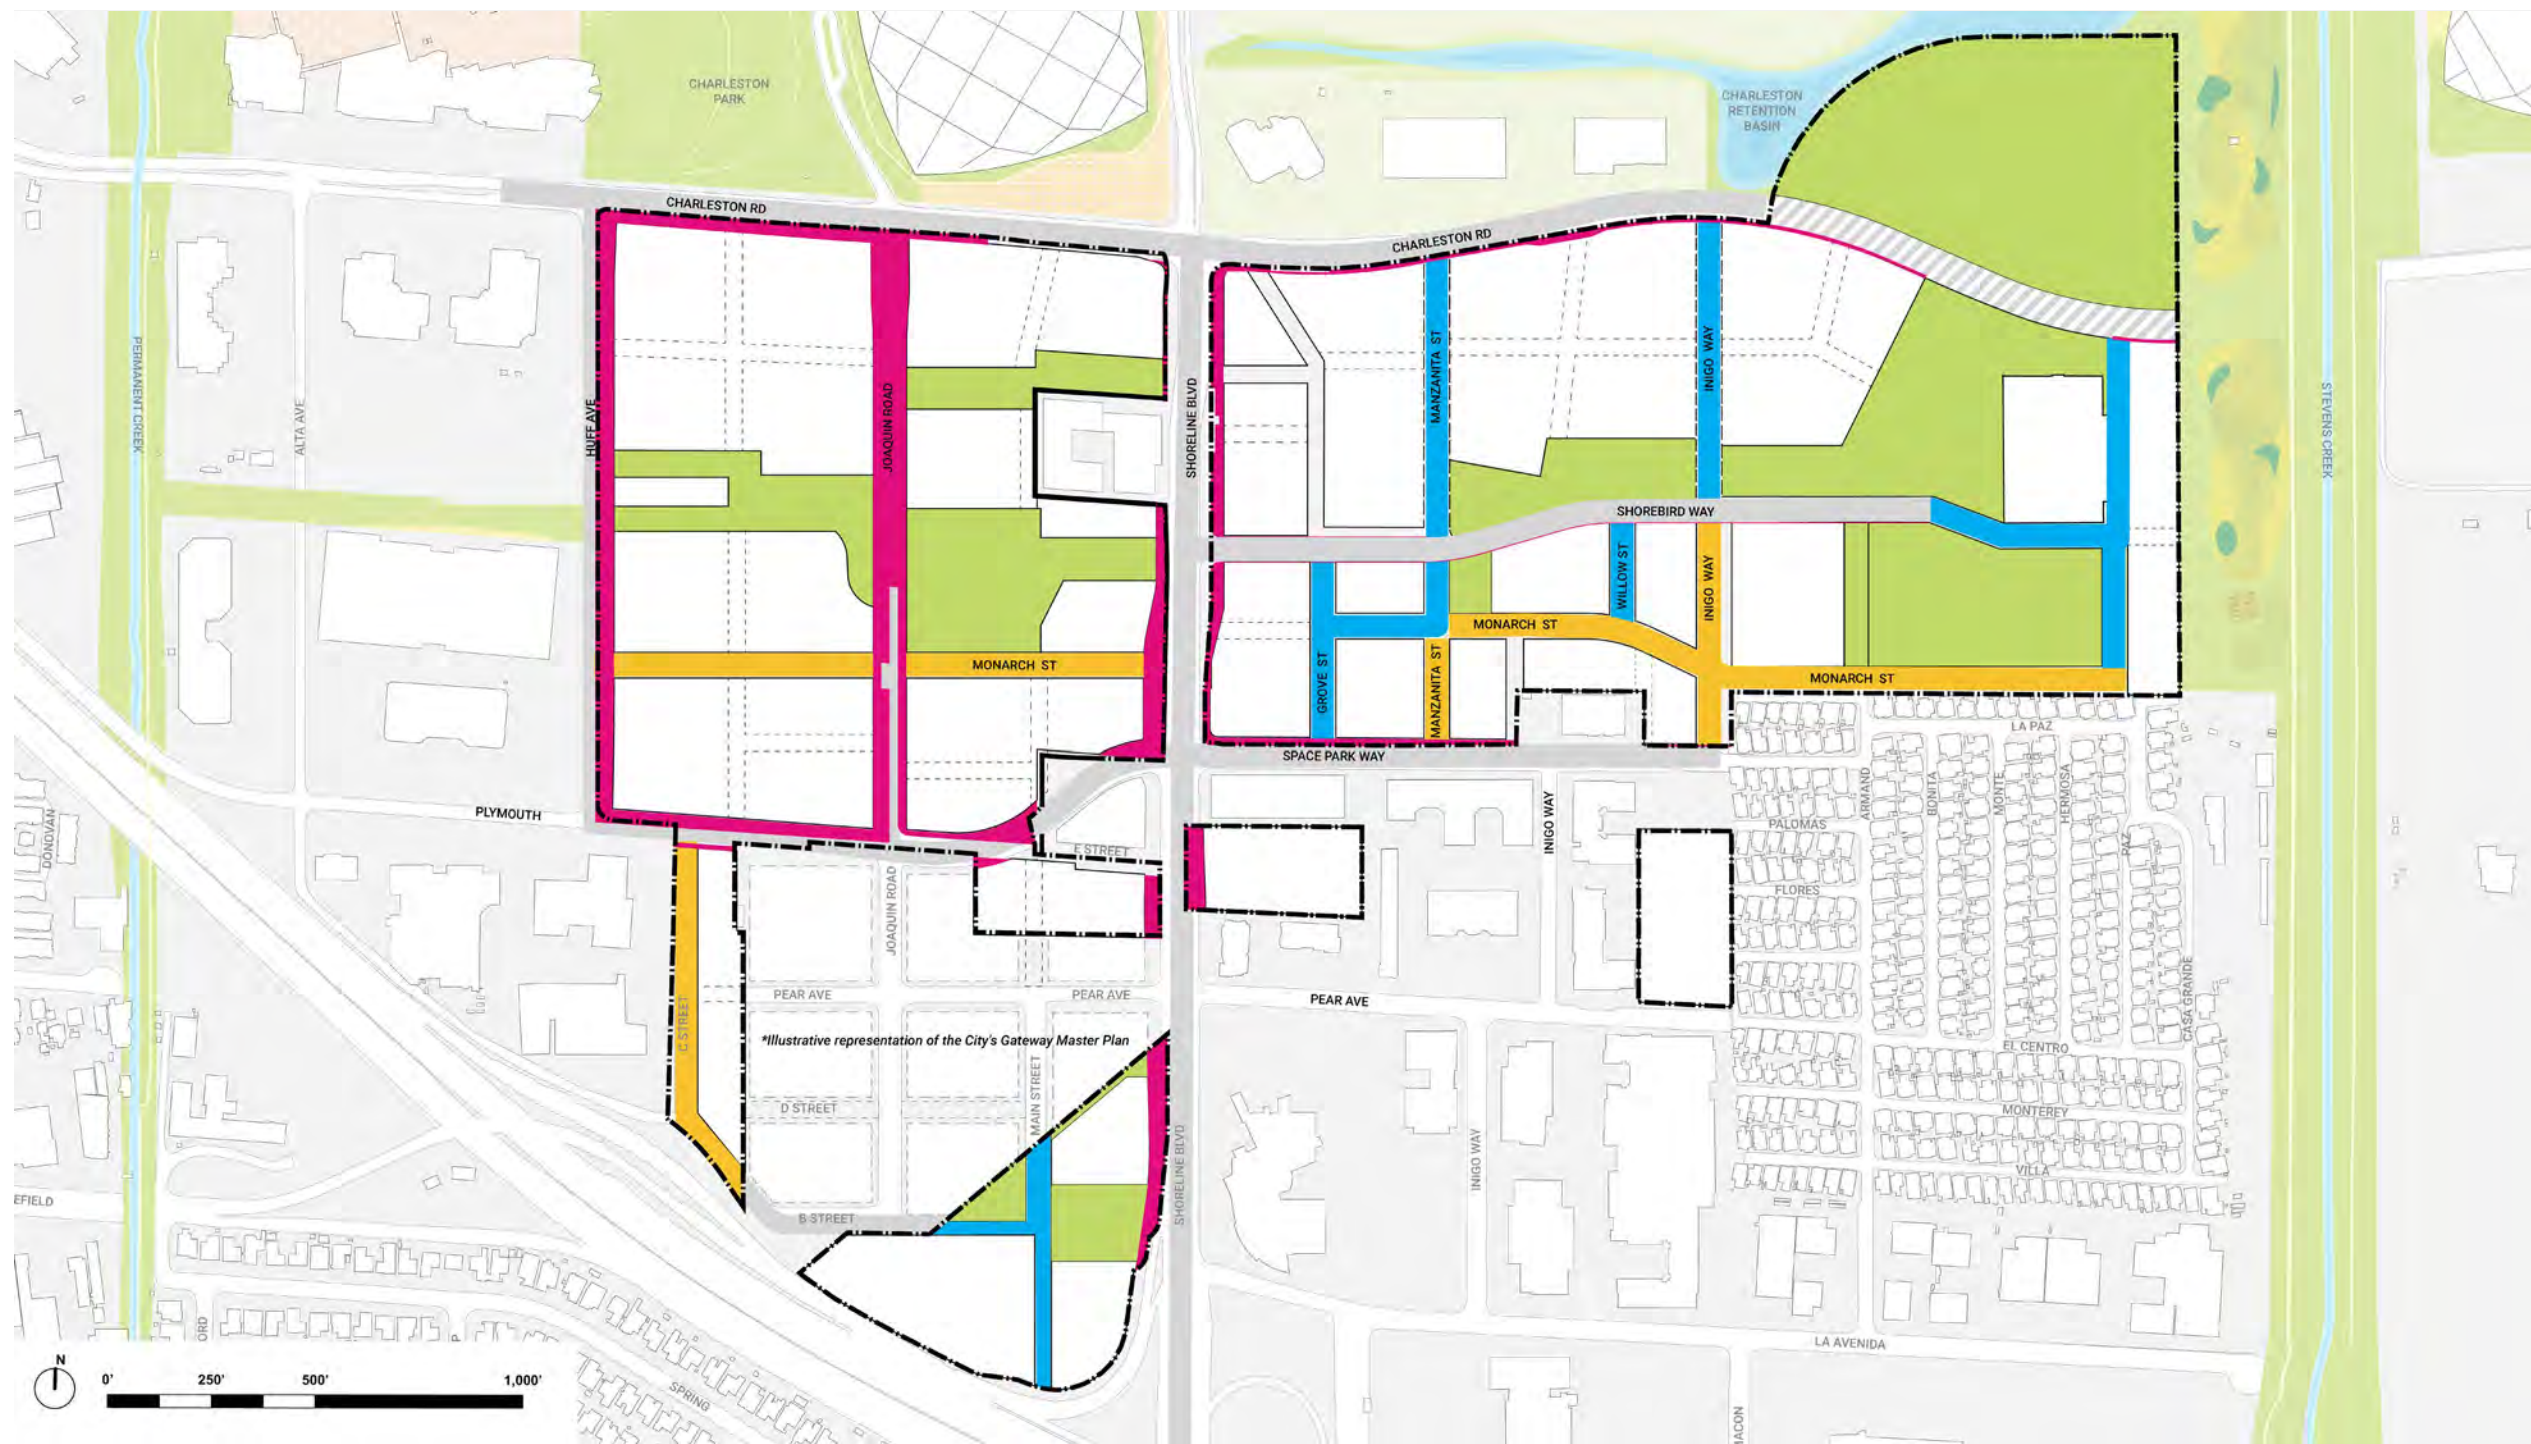 CHARLESTON
PARK
CHARLESTON
RETENTION
BASIN
CHARLESTON RD
CHARLESTON RD
PERMANENT CREEK
ALTA AVE
HUFF AVE
JOAQUIN ROAD
SHORELINE BLVD
MANZANITA ST
INIGO WAY
STEVENS CREEK
SHOREBIRD WAY
WILLOW ST
INIGO WAY
MONARCH ST
MONARCH ST
GROVE ST
MANZANITA ST
MONARCH ST
LA PAZ
SPACE PARK WAY
ARMAND
BONITA
MONTE
HERMOSA
PLYMOUTH
DONOVAN
INIGO WAY
PALOMAS
PAZ
E STREET
FLORES
JOAQUIN ROAD
CASA GRANDE
PEAR AVE
PEAR AVE
PEAR AVE
C STREET
*Illustrative representation of the City's Gateway Master Plan
EL CENTRO
MAIN STREET
D STREET
MONTEREY
SHORELINE BLVD
INIGO WAY
VILLA
EFIELD
B STREET
ORD
P
LA AVENIDA
N
0' 250' 500' 1,000'
SPRING
MACON